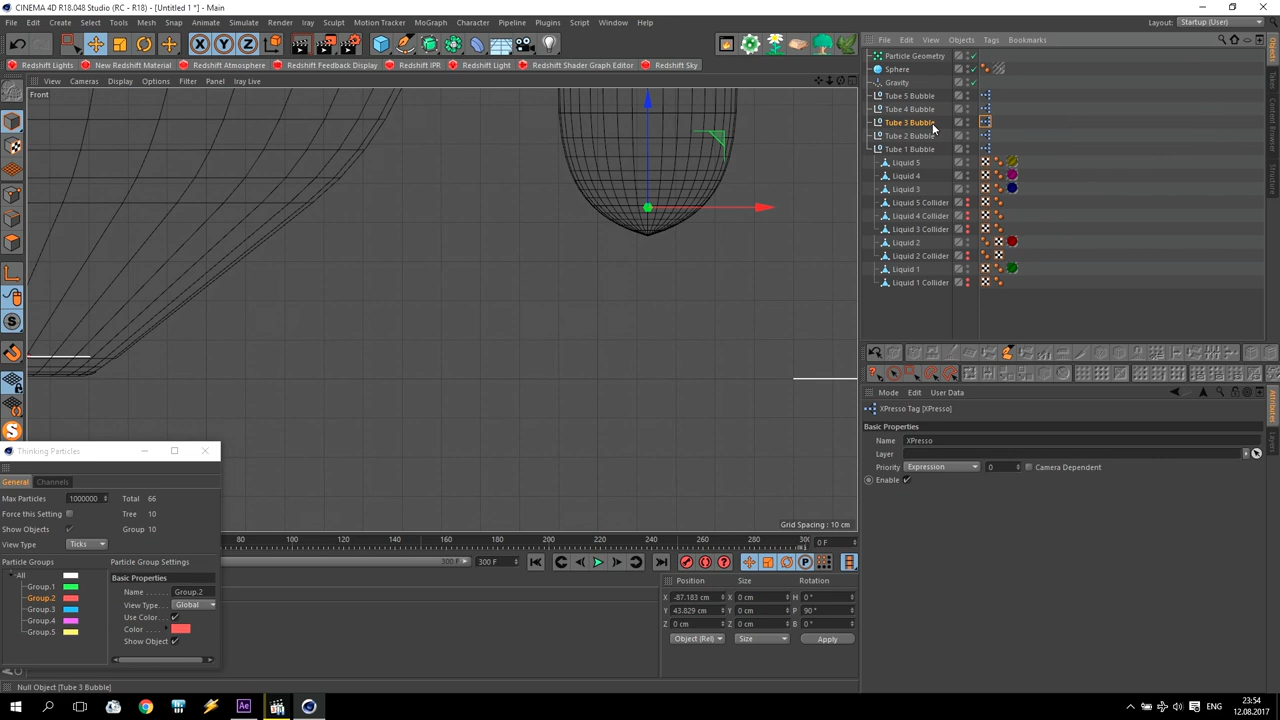 CINEMA 4D R18.048 Studio (RC - R18) - [Untitled 1 *] - Main
File Edit Create Select Tools Mesh Snap Animate Simulate Render iRay Sculpt Motion Tracker MoGraph Character Pipeline Plugins Script Window Help
Layout: Startup (User)
File Edit View Objects Tags Bookmarks
Redshift Lights New Redshift Material Redshift Atmosphere Redshift Feedback Display Redshift IPR Redshift Light Redshift Shader Graph Editor Redshift Sky
View Cameras Display Options Filter Panel Iray Live
Front
Particle Geometry
Sphere
Gravity
Tube 5 Bubble
Tube 4 Bubble
Tube 3 Bubble
Tube 2 Bubble
Tube 1 Bubble
Liquid 5
Liquid 4
Liquid 3
Liquid 5 Collider
Liquid 4 Collider
Liquid 3 Collider
Liquid 2
Liquid 2 Collider
Liquid 1
Liquid 1 Collider
Objects
Takes
Content Browser
Structure
Mode Edit User Data
XPresso Tag [XPresso]
Basic Properties
Name XPresso
Layer
Priority Expression 0 Camera Dependent
Enable
Attributes
Layers
Grid Spacing : 10 cm
80 100 120 140 160 180 200 220 240 260 280 300
0 F
300 F 300 F
Thinking Particles
General Channels
Max Particles 1000000 Total 66
Force this Setting Tree 10
Show Objects Group 10
View Type Ticks
Particle Groups Particle Group Settings
All
Group.1
Group.2
Group.3
Group.4
Group.5
Basic Properties
Name Group.2
View Type: Global
Use Color
Color
Show Object
Position Size Rotation
X -87.183 cm X 0 cm H 0 °
Y 43.829 cm Y 0 cm P 90 °
Z 0 cm Z 0 cm B 0 °
Object (Rel) Size Apply
Null Object [Tube 3 Bubble]
Ae
ENG
23:54
12.08.2017